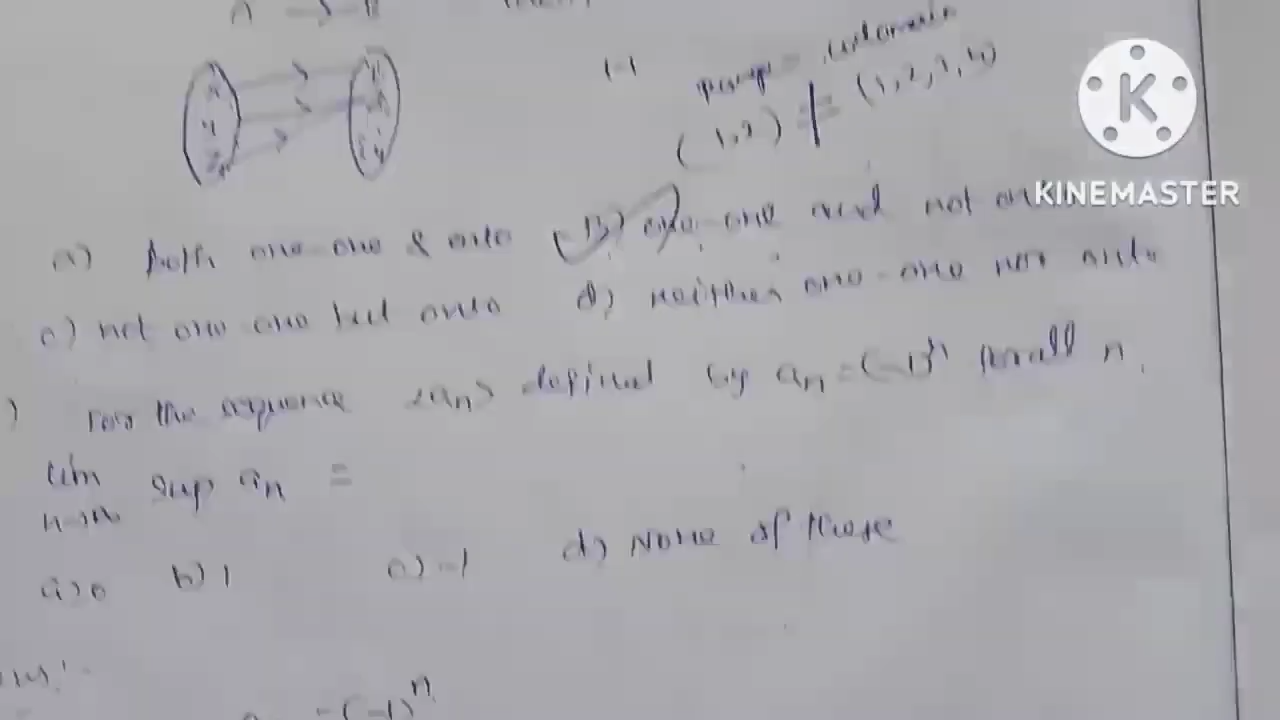 A → B
x
y
z
(1,2) ≠ (1,2,3,4)
KINEMASTER
a) both one-one & onto B) one-one and not onto
c) not one-one but onto d) neither one-one nor onto
) For the sequence <an> defined by an = (-1)^n for all n,
lim sup an =
n→∞
a) 0 b) 1 c) -1 d) None of these
= (-1)^n